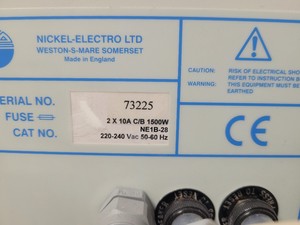 NICKEL-ELECTRO LTD
WESTON-S-MARE SOMERSET
Made in England
CAUTION:
RISK OF ELECTRICAL SHO
REFER TO INSTRUCTION B
WARNING:
THIS EQUIPMENT MUST BE
EARTHED
ERIAL NO.
73225
FUSE
2 X 10A C/B 1500W
CAT NO.
NE1B-28
220-240 Vac 50-60 Hz
CE